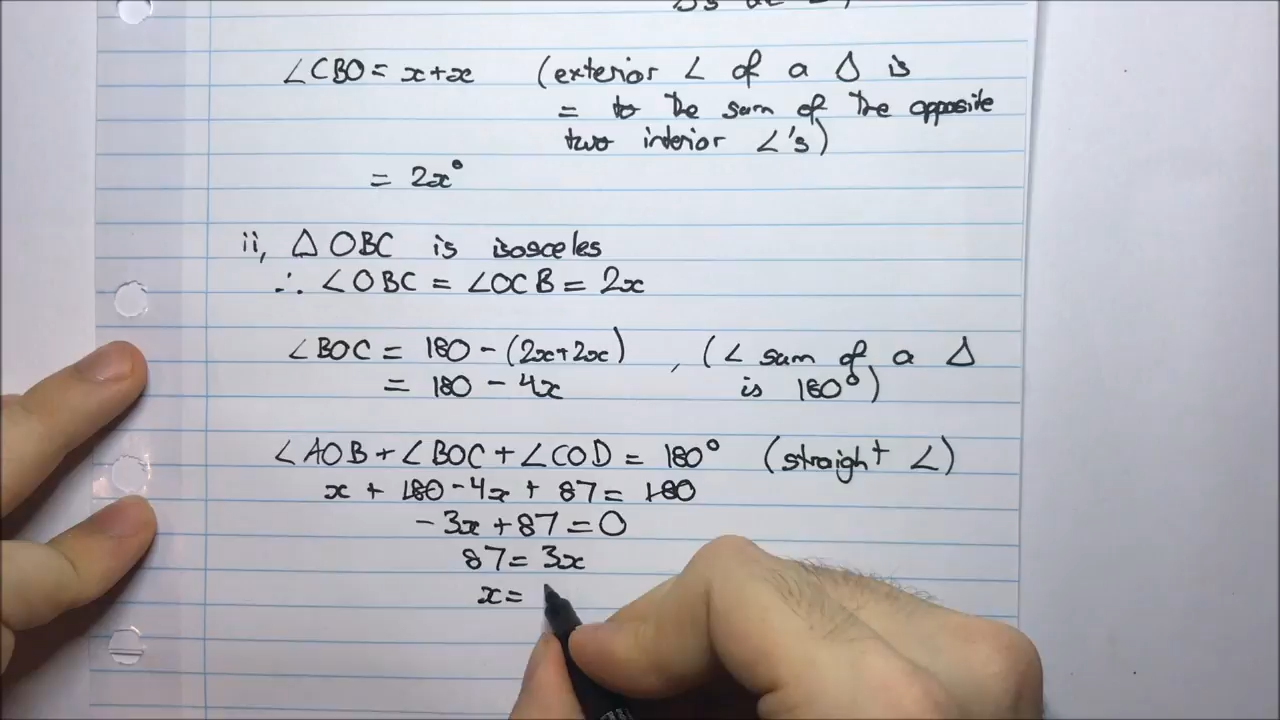 ∠CBO = x+x (exterior ∠ of a Δ is
= to the sum of the opposite
two interior ∠'s)
= 2x°
ii, Δ OBC is isosceles
∴ ∠OBC = ∠OCB = 2x
∠BOC = 180 - (2x+2x) , (∠ sum of a Δ
= 180 - 4x is 180°)
∠AOB + ∠BOC + ∠COD = 180° (straight ∠)
x + 180 - 4x + 87 = 180
-3x + 87 = 0
87 = 3x
x =